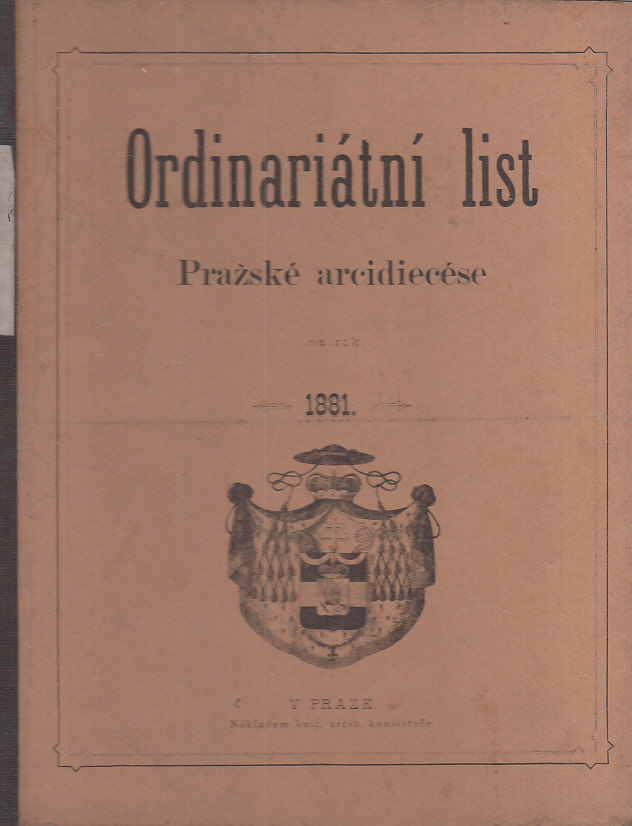 Ordinariátní list
Pražské arcidiecése
na rok
1881.
V PRAZE
Nákladem kníž. arcib. konsistoře.